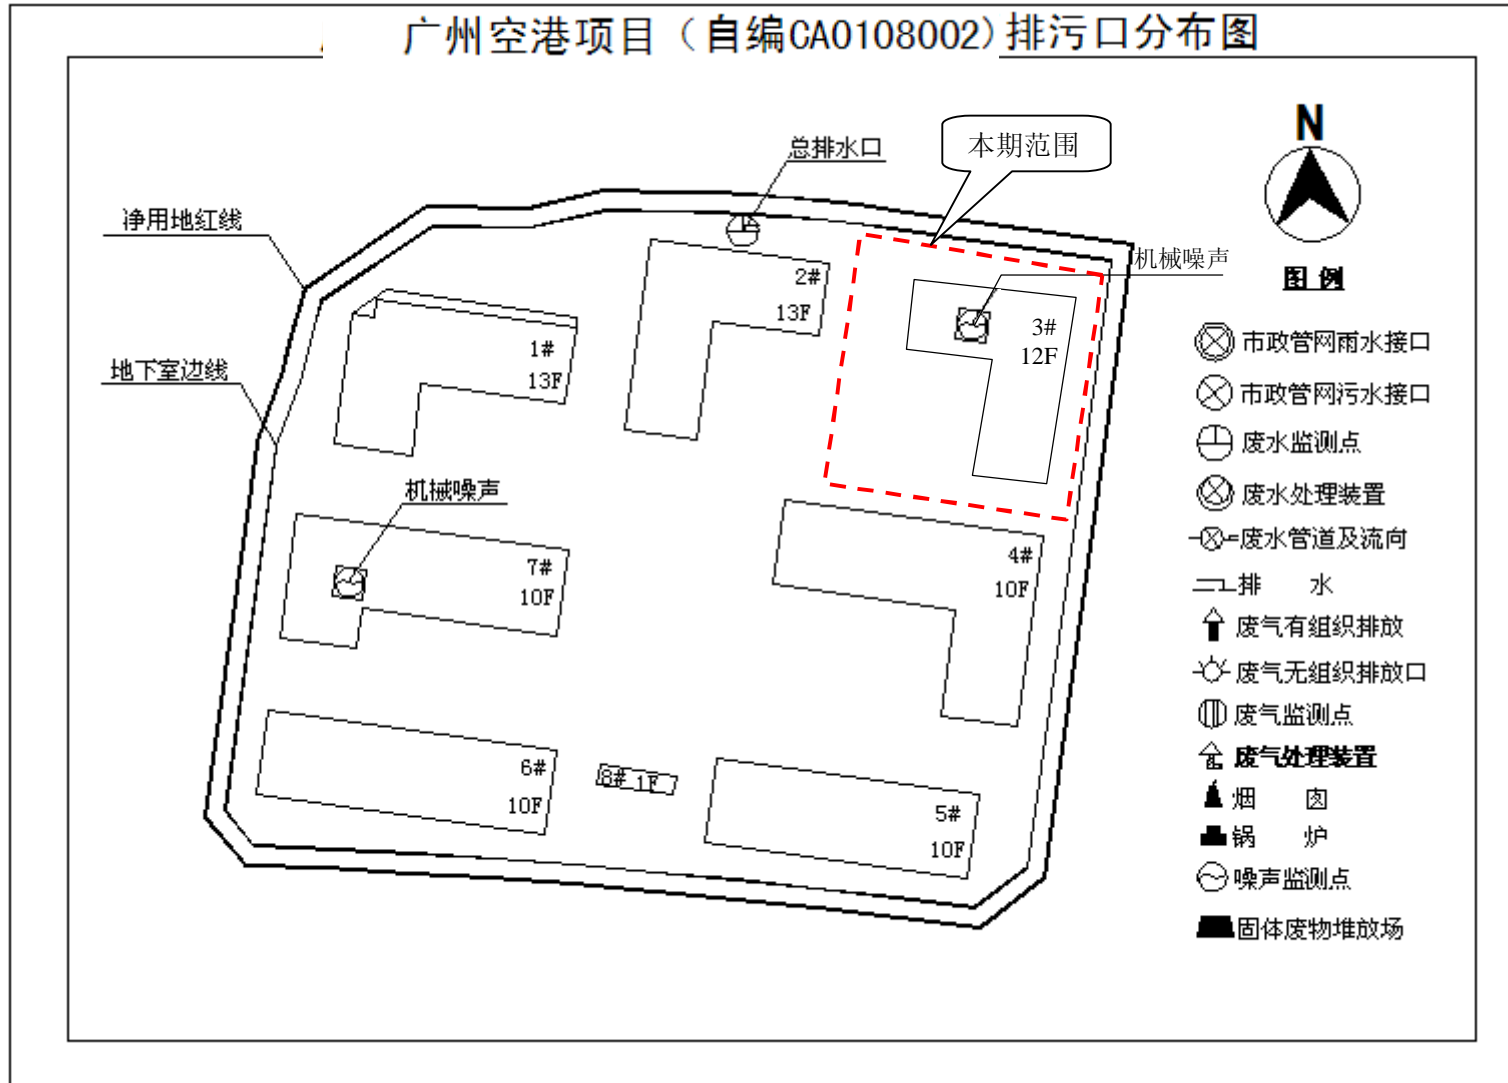 广州空港项目（自编CA0108002)排污口分布图
总排水口
本期范围
N
净用地红线
机械噪声
图 例
2#
13F
3#
12F
1#
13F
地下室边线
市政管网雨水接口
市政管网污水接口
废水监测点
废水处理装置
废水管道及流向
排 水
废气有组织排放
废气无组织排放口
废气监测点
废气处理装置
烟 囱
锅 炉
噪声监测点
固体废物堆放场
机械噪声
7#
10F
4#
10F
6#
10F
8# 1F
5#
10F